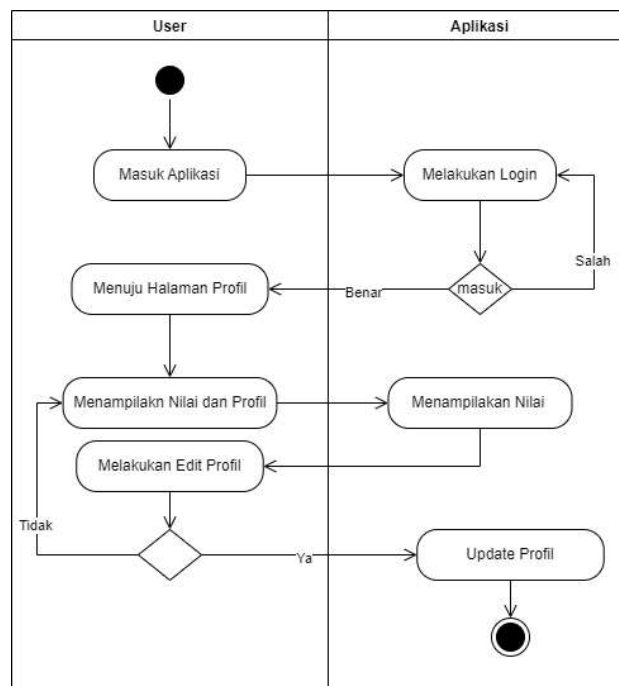 User
Aplikasi
Masuk Aplikasi
Melakukan Login
Salah
Menuju Halaman Profil
Benar
masuk
Menampilakn Nilai dan Profil
Menampilakan Nilai
Melakukan Edit Profil
Tidak
Ya
Update Profil